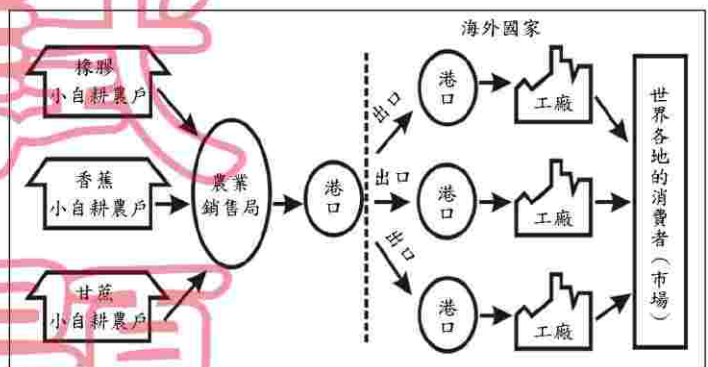 海外國家
橡膠
小自耕農戶
香蕉
小自耕農戶
甘蔗
小自耕農戶
農業
銷售局
港口
出口
出口
出口
港口
港口
港口
工廠
工廠
工廠
世界各地的消費者（市場）